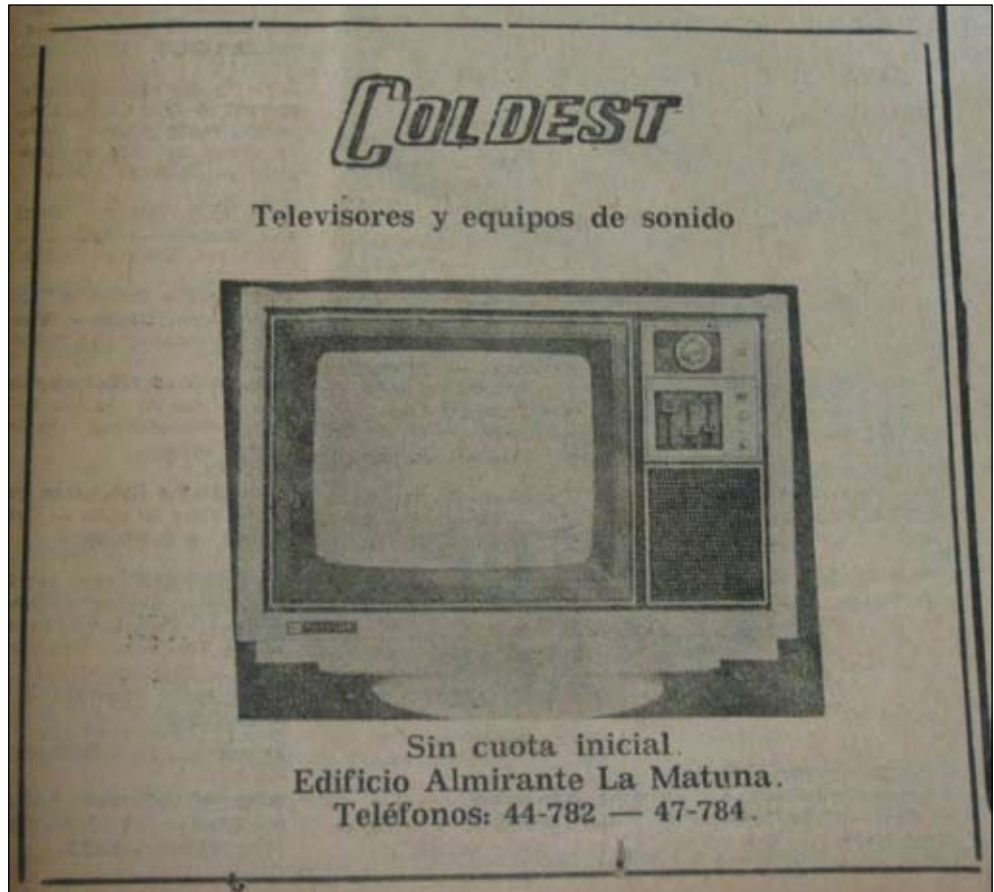 COLDEST
Televisores y equipos de sonido
Sin cuota inicial.
Edificio Almirante La Matuna.
Teléfonos: 44-782 — 47-784.